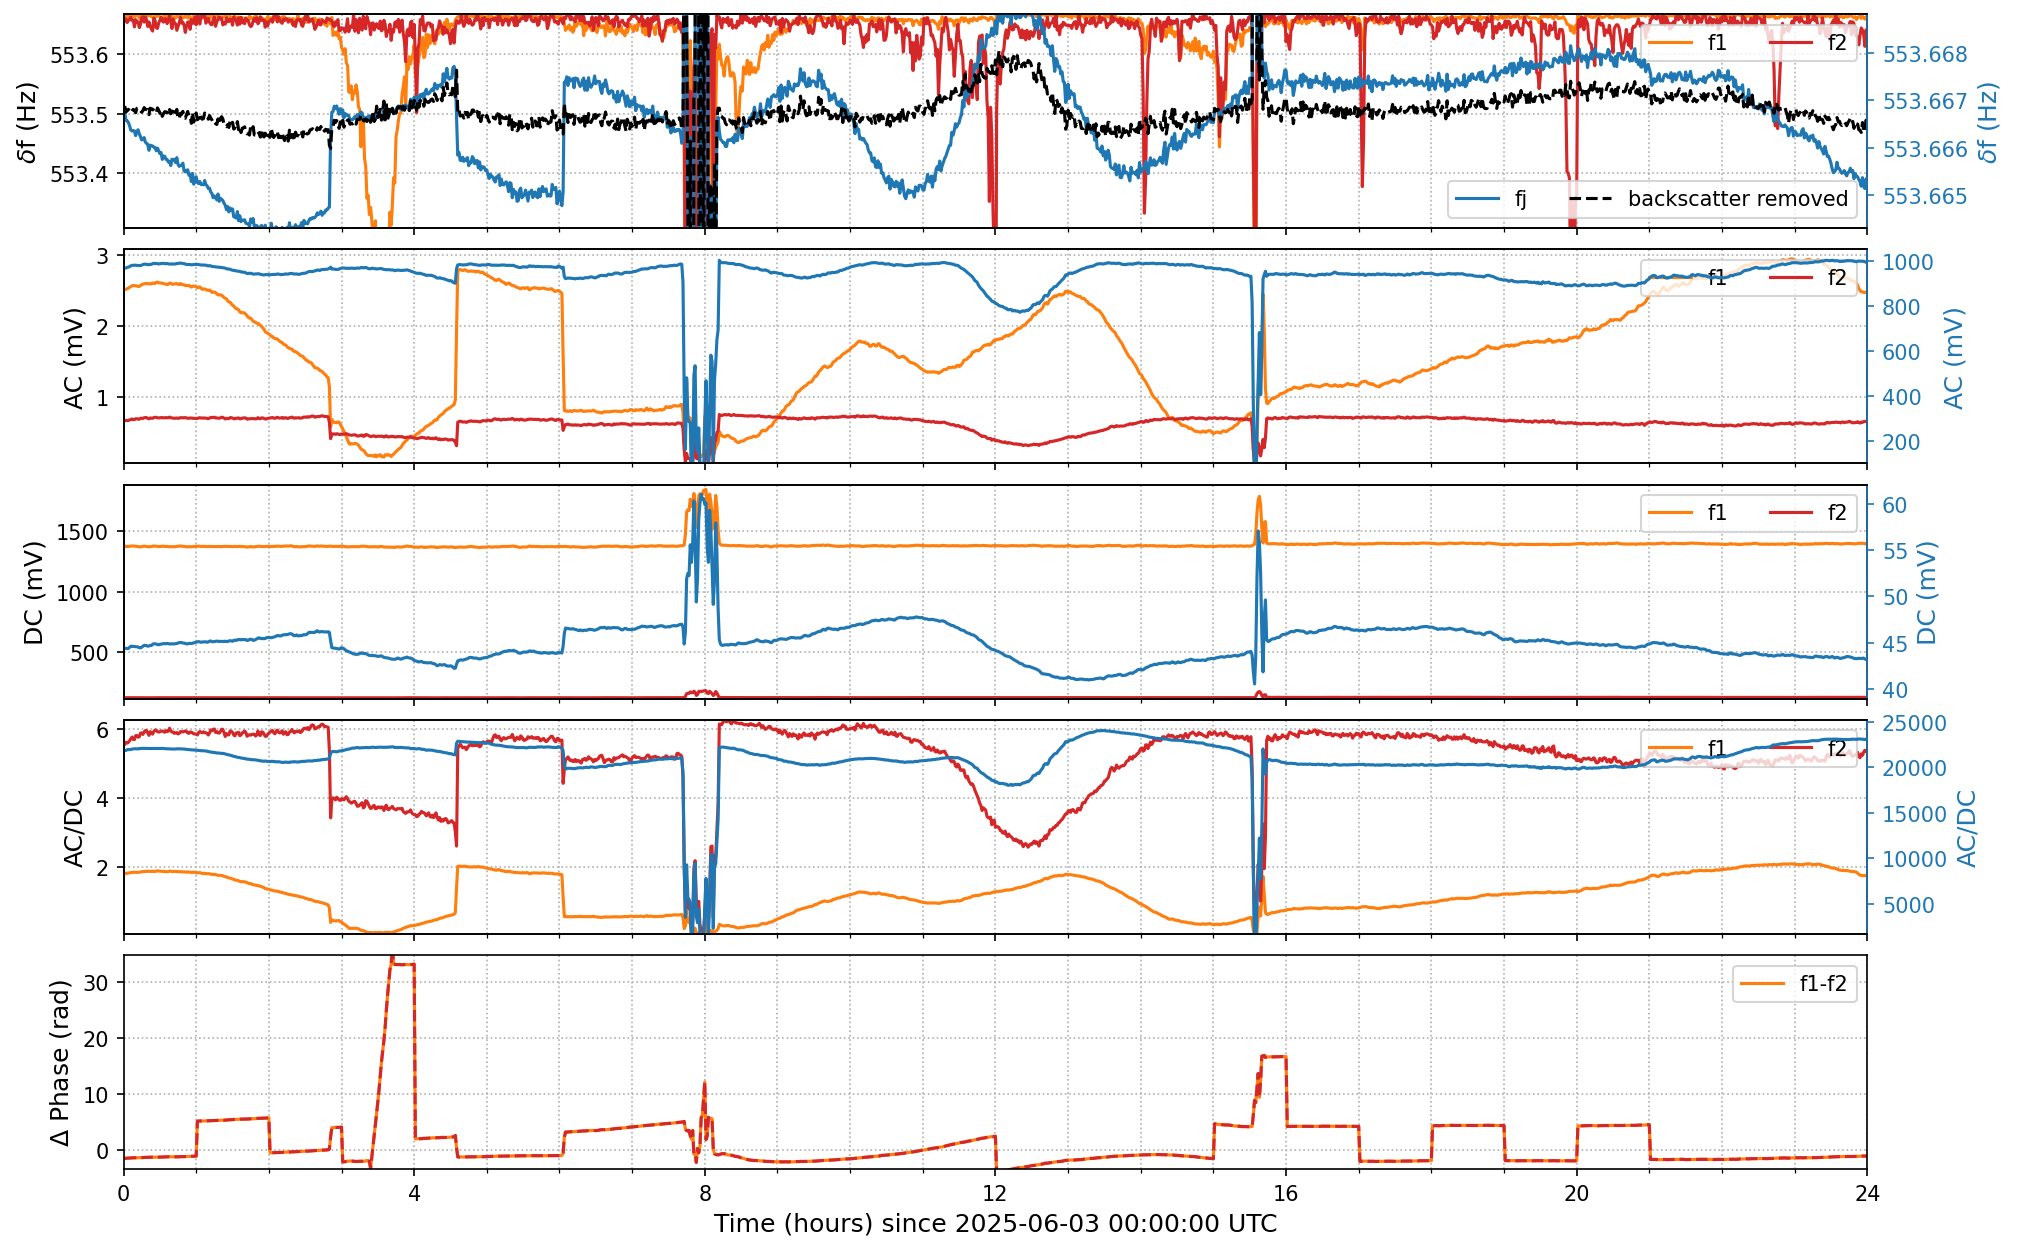 δf (Hz)
553.6
553.5
553.4
f1
f2
fj
backscatter removed
553.668
553.667
553.666
553.665
δf (Hz)
AC (mV)
3
2
1
f1
f2
1000
800
600
400
200
AC (mV)
DC (mV)
1500
1000
500
f1
f2
60
55
50
45
40
DC (mV)
AC/DC
6
4
2
f1
f2
25000
20000
15000
10000
5000
AC/DC
Δ Phase (rad)
30
20
10
0
f1-f2
0
4
8
12
16
20
24
Time (hours) since 2025-06-03 00:00:00 UTC